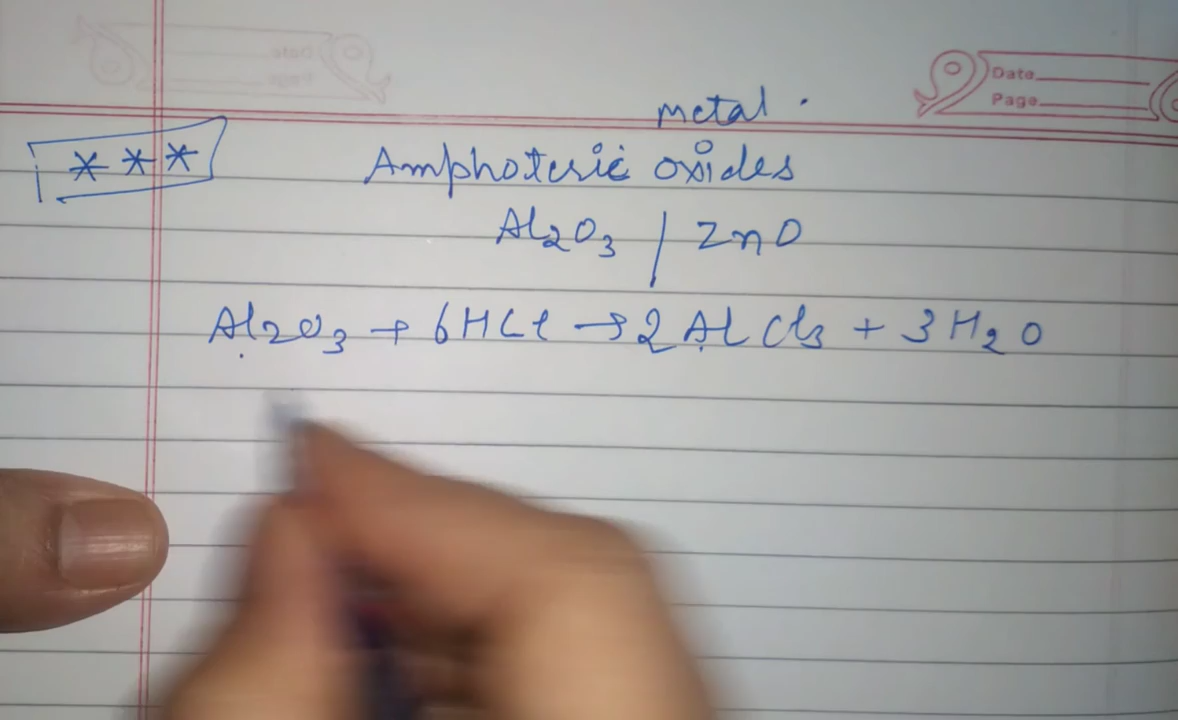 Date
Page
metal.
*** Amphoteric oxides
Al2O3 / ZnO
Al2O3 + 6HCl → 2AlCl3 + 3H2O